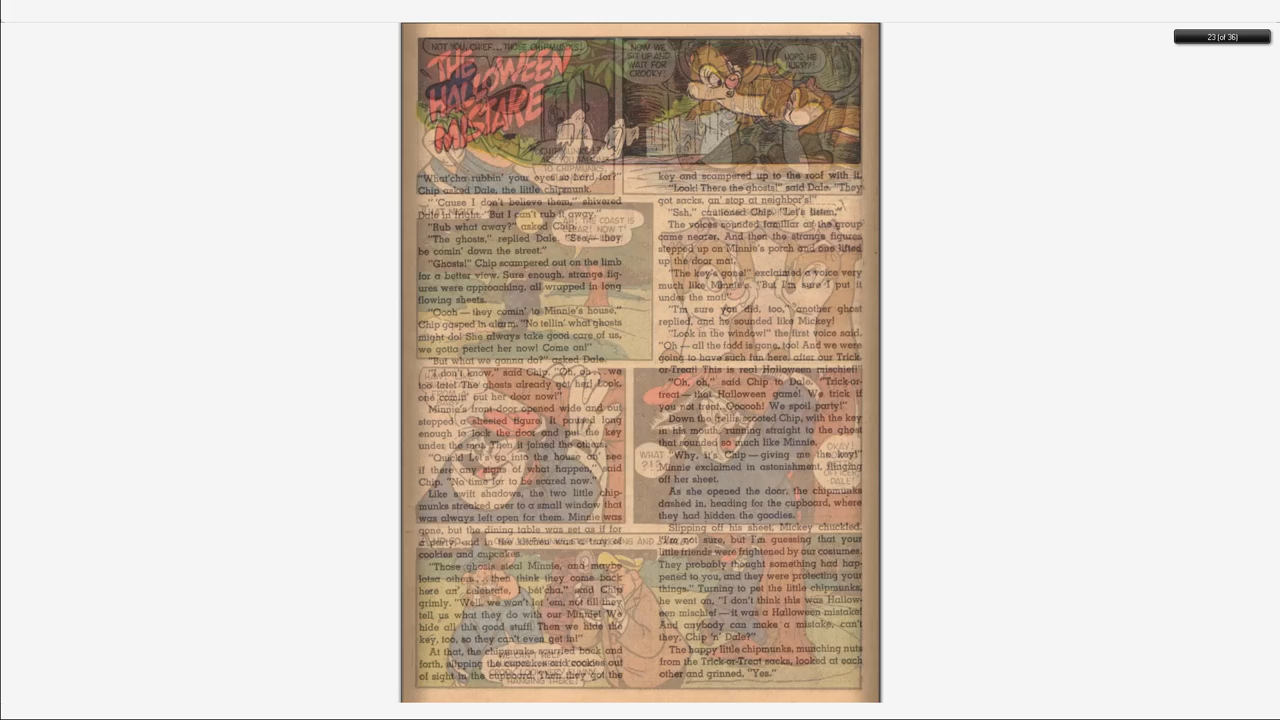 23 (of 36)
NOT YOU, CHIEF...THOSE CHIPMUNKS!
THE
HALLOWEEN
MISTAKE
NOW WE
SIT UP AND
WAIT FOR
CROOKY!
HOPE HE
HURRY!
"What'cha rubbin' your eyes so hard for?"
Chip asked Dale, the little chipmunk.
"'Cause I don't believe them," shivered
Dale in fright. "But I can't rub it away."
"Rub what away?" asked Chip.
"The ghosts," replied Dale. "See,— they
be comin' down the street."
"Ghosts!" Chip scampered out on the limb
for a better view. Sure enough, strange fig-
ures were approaching, all wrapped in long
flowing sheets.
"Oooh — they comin' to Minnie's house,"
Chip gasped in alarm. "No tellin' what ghosts
might do! She always take good care of us,
we gotta perfect her now! Come on!"
"But what we gonna do?" asked Dale.
"I don't know," said Chip. "Oh, oh . . . we
too late! The ghosts already got her! Look,
one comin' out her door now!"
Minnie's front door opened wide and out
stepped a sheeted figure. It paused long
enough to lock the door and put the key
under the mat. Then it joined the others.
"Quick! Let's go into the house an' see
if there any signs of what happen," said
Chip. "No time for to be scared now."
Like swift shadows, the two little chip-
munks streaked over to a small window that
was always left open for them. Minnie was
gone, but the dining table was set as if for
a party, and in the kitchen was a tray of
cookies and cupcakes.
"Those ghosts steal Minnie, and maybe
lotsa others . . . then think they come back
here an' celebrate, I bet'cha," said Chip
grimly. "Well, we won't let 'em, not till they
tell us what they do with our Minnie! We
hide all this good stuff! Then we hide the
key, too, so they can't even get in!"
At that, the chipmunks scurried back and
forth, slipping the cupcakes and cookies out
of sight in the cupboard. Then they got the
key and scampered up to the roof with it.
"Look! There the ghosts!" said Dale. "They
got sacks, an' stop at neighbor's!"
"Ssh," cautioned Chip. "Let's listen."
The voices sounded familiar as the group
came nearer. And then the strange figures
stepped up on Minnie's porch and one lifted
up the door mat.
"The key's gone!" exclaimed a voice very
much like Minnie's. "But I'm sure I put it
under the mat!"
"I'm sure you did, too," another ghost
replied, and he sounded like Mickey!
"Look in the window!" the first voice said.
"Oh — all the food is gone, too! And we were
going to have such fun here, after our Trick-
or-Treat! This is real Halloween mischief!"
"Oh, oh," said Chip to Dale. "Trick-or-
treat — that Halloween game! We trick if
you not treat. Oooooh! We spoil party!"
Down the trellis scooted Chip, with the key
in his mouth, running straight to the ghost
that sounded so much like Minnie.
"Why, it's Chip — giving me the key!"
Minnie exclaimed in astonishment, flinging
off her sheet.
As she opened the door, the chipmunks
dashed in, heading for the cupboard, where
they had hidden the goodies.
Slipping off his sheet, Mickey chuckled.
"I'm not sure, but I'm guessing that your
little friends were frightened by our costumes.
They probably thought something had hap-
pened to you, and they were protecting your
things." Turning to pet the little chipmunks,
he went on, "I don't think this was Hallow-
een mischief — it was a Halloween mistake!
And anybody can make a mistake, can't
they, Chip 'n' Dale?"
The happy little chipmunks, munching nuts
from the Trick-or-Treat sacks, looked at each
other and grinned, "Yes."